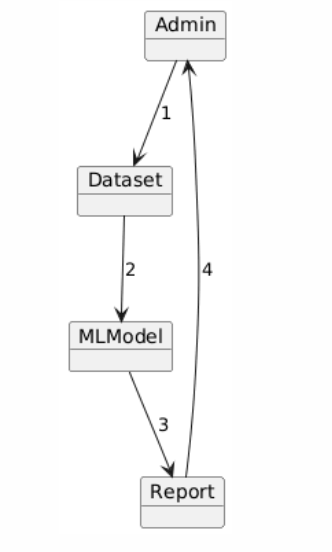 Admin
1
Dataset
2
4
MLModel
3
Report